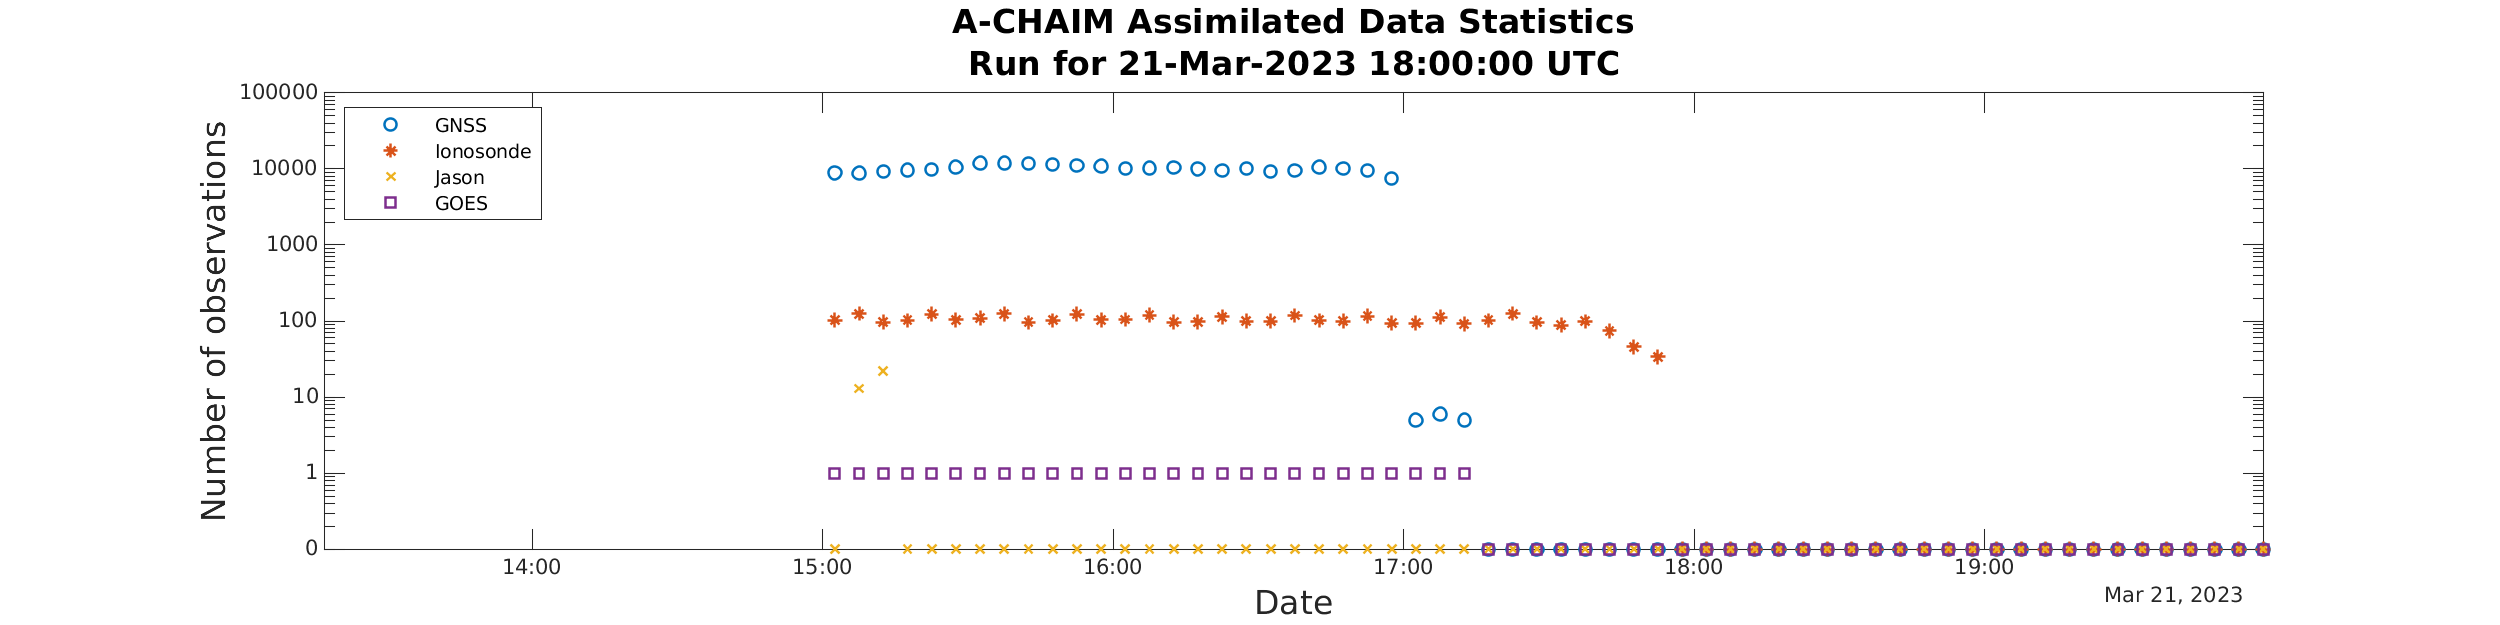 A-CHAIM Assimilated Data Statistics
Run for 21-Mar-2023 18:00:00 UTC
Number of observations
100000
10000
1000
100
10
1
0
GNSS
Ionosonde
Jason
GOES
14:00 15:00 16:00 17:00 18:00 19:00
Date
Mar 21, 2023